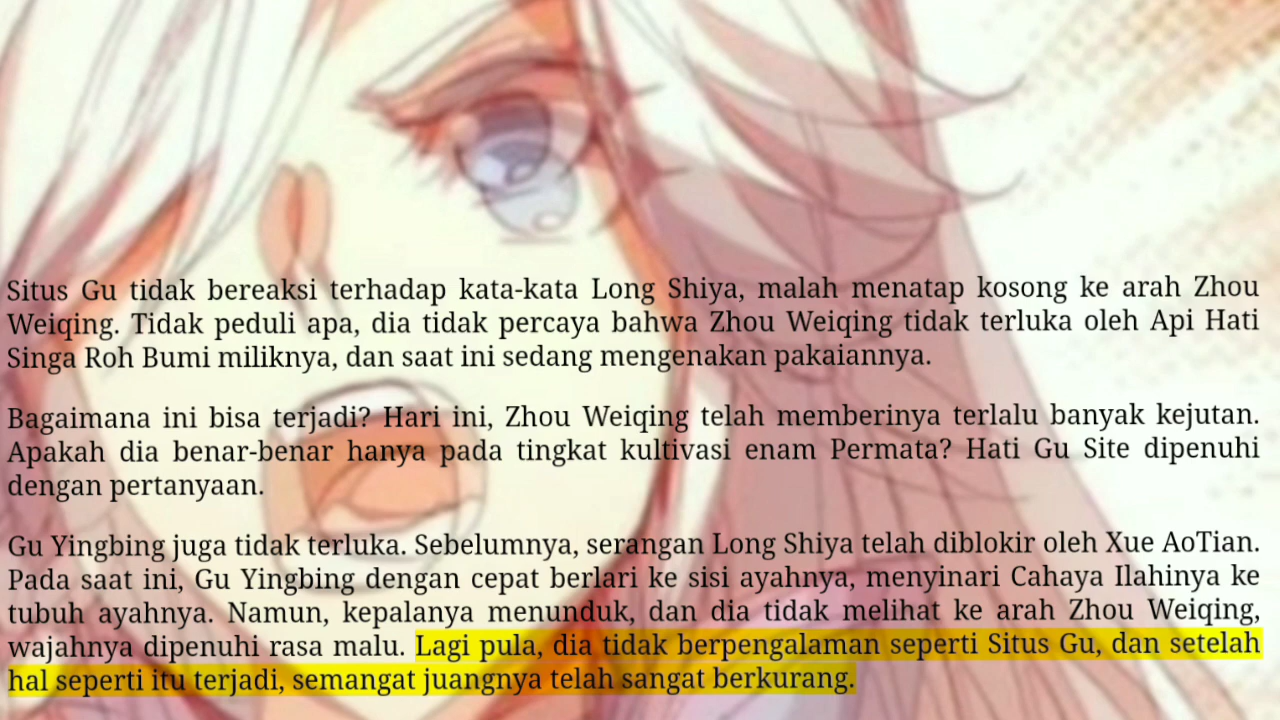 Situs Gu tidak bereaksi terhadap kata-kata Long Shiya, malah menatap kosong ke arah Zhou
Weiqing. Tidak peduli apa, dia tidak percaya bahwa Zhou Weiqing tidak terluka oleh Api Hati
Singa Roh Bumi miliknya, dan saat ini sedang mengenakan pakaiannya.
Bagaimana ini bisa terjadi? Hari ini, Zhou Weiqing telah memberinya terlalu banyak kejutan.
Apakah dia benar-benar hanya pada tingkat kultivasi enam Permata? Hati Gu Site dipenuhi
dengan pertanyaan.
Gu Yingbing juga tidak terluka. Sebelumnya, serangan Long Shiya telah diblokir oleh Xue AoTian.
Pada saat ini, Gu Yingbing dengan cepat berlari ke sisi ayahnya, menyinari Cahaya Ilahinya ke
tubuh ayahnya. Namun, kepalanya menunduk, dan dia tidak melihat ke arah Zhou Weiqing,
wajahnya dipenuhi rasa malu. Lagi pula, dia tidak berpengalaman seperti Situs Gu, dan setelah
hal seperti itu terjadi, semangat juangnya telah sangat berkurang.